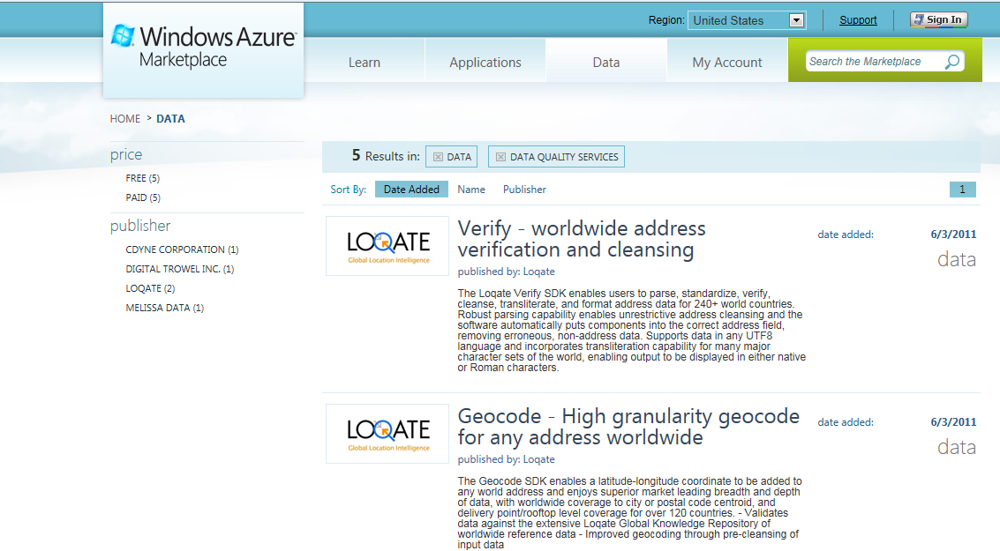 Region: United States Support Sign In
Windows Azure
Marketplace
Learn Applications Data My Account Search the Marketplace
HOME > DATA
price
FREE (5)
PAID (5)
publisher
CDYNE CORPORATION (1)
DIGITAL TROWEL INC. (1)
LOQATE (2)
MELISSA DATA (1)
5 Results in: DATA DATA QUALITY SERVICES
Sort By: Date Added Name Publisher 1
LOQATE
Global Location Intelligence
Verify - worldwide address
verification and cleansing
published by: Loqate
date added: 6/3/2011
data
The Loqate Verify SDK enables users to parse, standardize, verify,
cleanse, transliterate, and format address data for 240+ world countries.
Robust parsing capability enables unrestrictive address cleansing and the
software automatically puts components into the correct address field,
removing erroneous, non-address data. Supports data in any UTF8
language and incorporates transliteration capability for many major
character sets of the world, enabling output to be displayed in either native
or Roman characters.
LOQATE
Global Location Intelligence
Geocode - High granularity geocode
for any address worldwide
published by: Loqate
date added: 6/3/2011
data
The Geocode SDK enables a latitude-longitude coordinate to be added to
any world address and enjoys superior market leading breadth and depth
of data, with worldwide coverage to city or postal code centroid, and
delivery point/rooftop level coverage for over 120 countries. - Validates
data against the extensive Loqate Global Knowledge Repository of
worldwide reference data - Improved geocoding through pre-cleansing of
input data